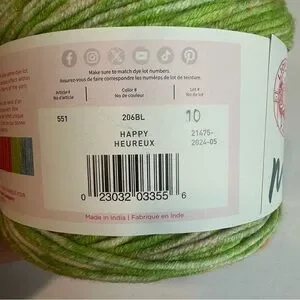 Make sure to match dye lot numbers.
Assurez-vous de faire correspondre les numéros de lot de teinture.
Article # Color # Lot #
No d'article No de couleur No de lot
551 206BL 10
HAPPY 21475-
HEUREUX 2024-05
0 23032 03355 6
Made in India | Fabriqué en Inde